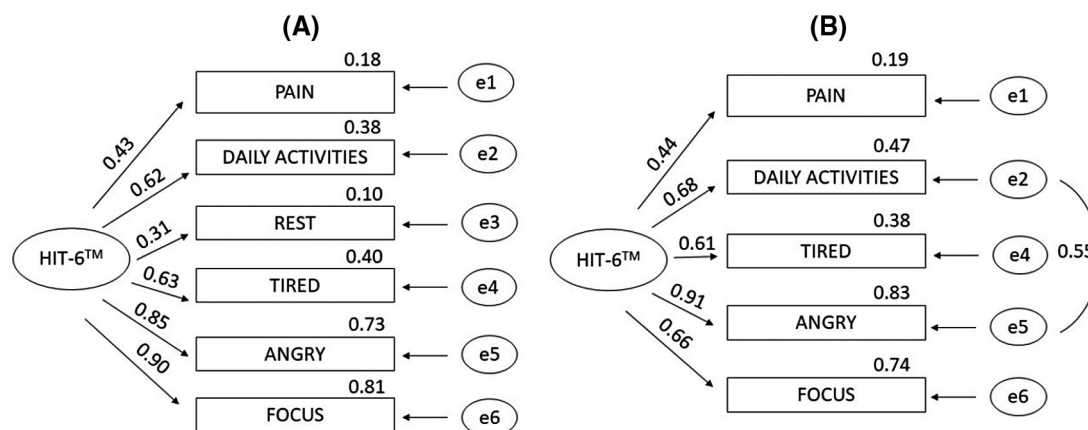 (A)
0.18
PAIN
e1
0.43
0.38
DAILY ACTIVITIES
e2
0.62
0.10
REST
e3
0.31
HIT-6™
0.40
TIRED
e4
0.63
0.73
ANGRY
e5
0.85
0.81
FOCUS
e6
0.90
(B)
0.19
PAIN
e1
0.44
0.47
DAILY ACTIVITIES
e2
0.68
0.38
TIRED
e4
0.61
0.55
HIT-6™
0.83
ANGRY
e5
0.91
0.74
FOCUS
e6
0.66